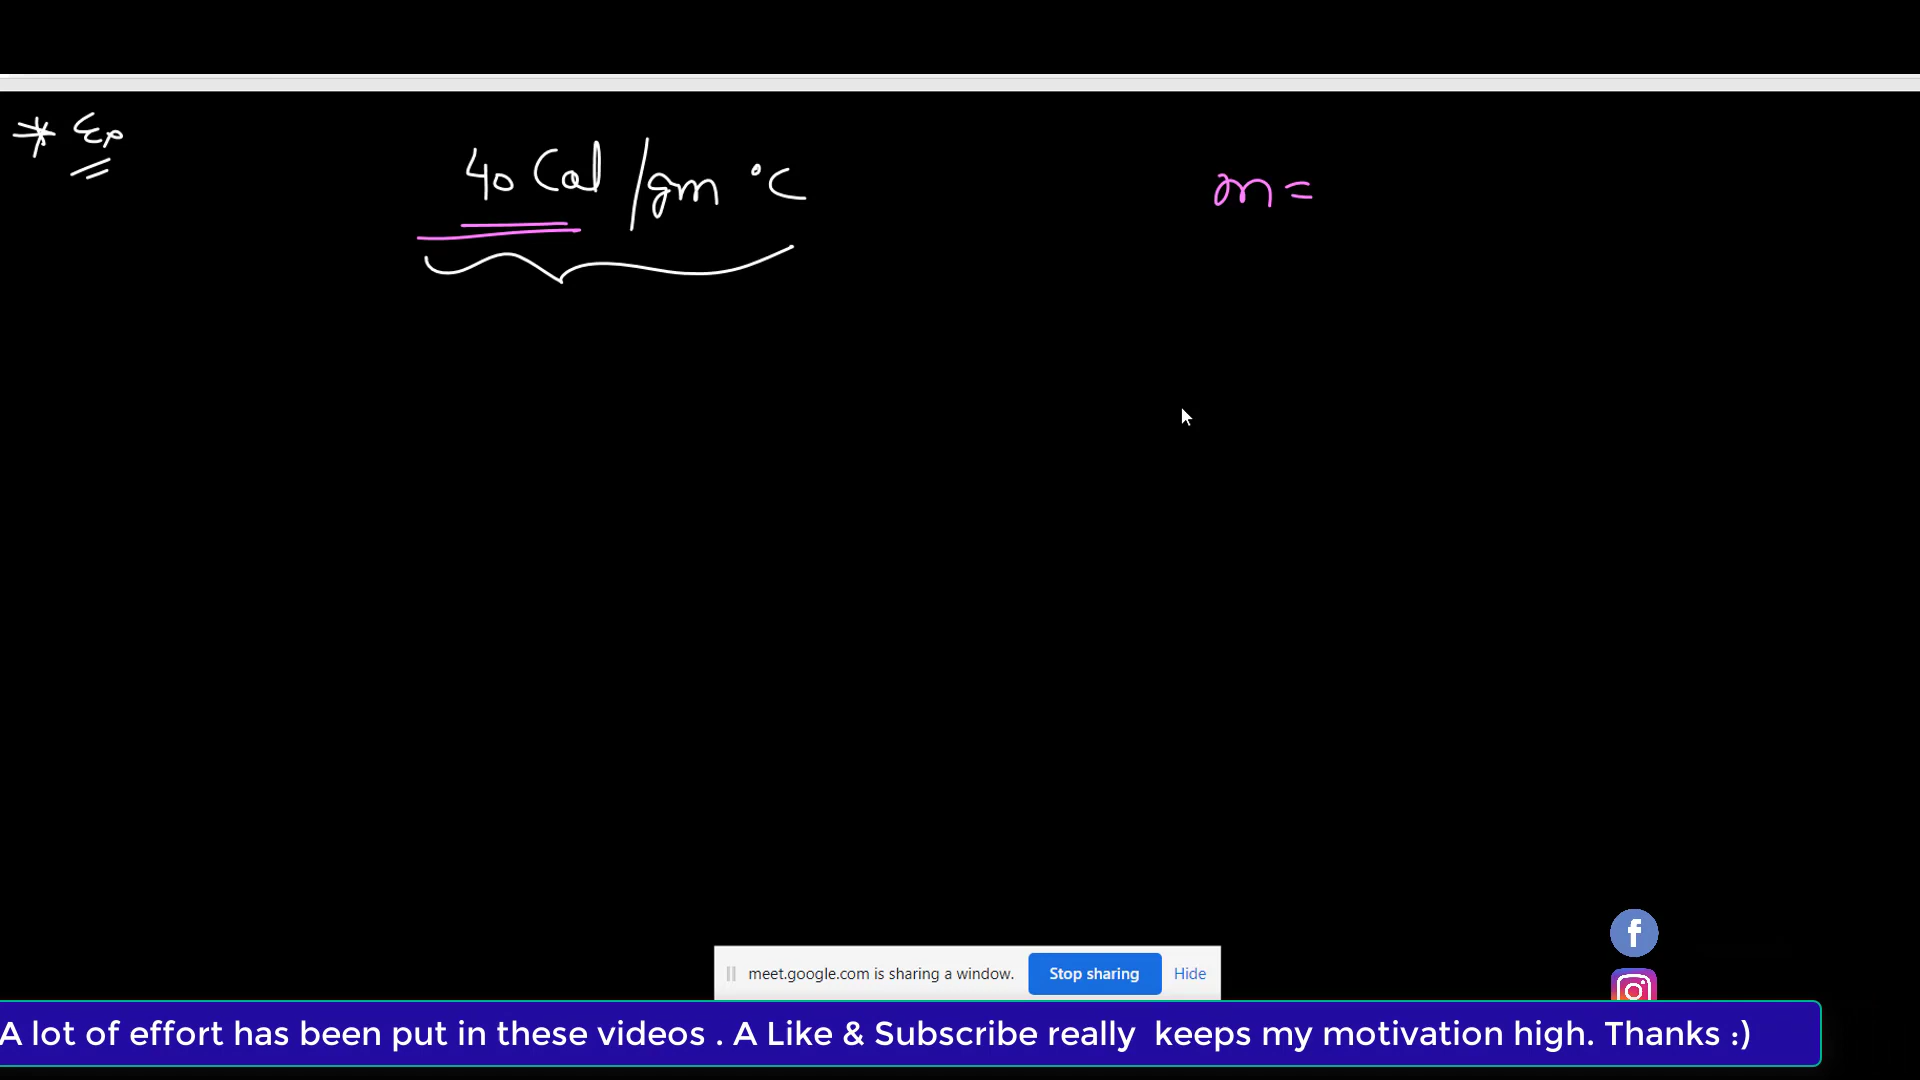 * Ex
40 Cal / gm °C
m =
meet.google.com is sharing a window. Stop sharing Hide
A lot of effort has been put in these videos . A Like & Subscribe really keeps my motivation high. Thanks :)